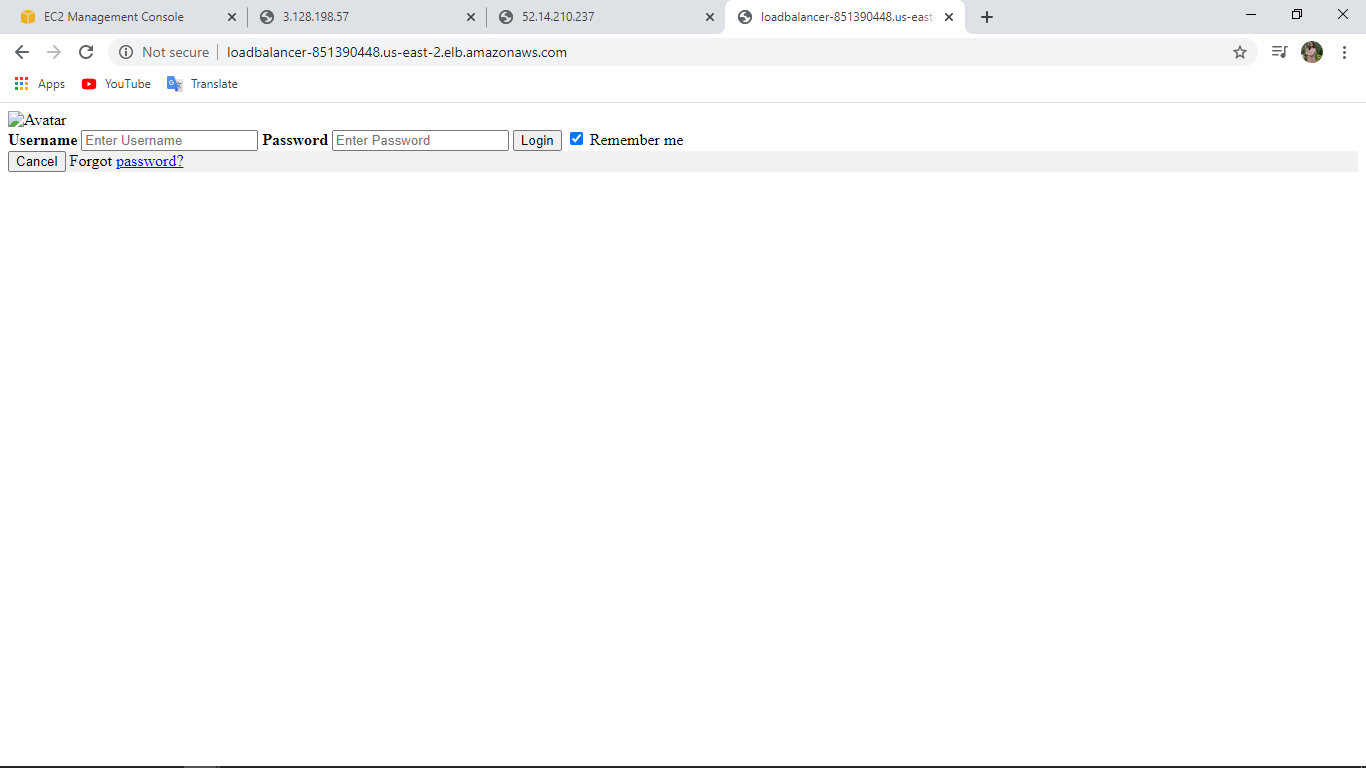 EC2 Management Console
3.128.198.57
52.14.210.237
loadbalancer-851390448.us-east-
Not secure loadbalancer-851390448.us-east-2.elb.amazonaws.com
Apps YouTube Translate
Avatar
Username Enter Username Password Enter Password Login Remember me
Cancel Forgot password?